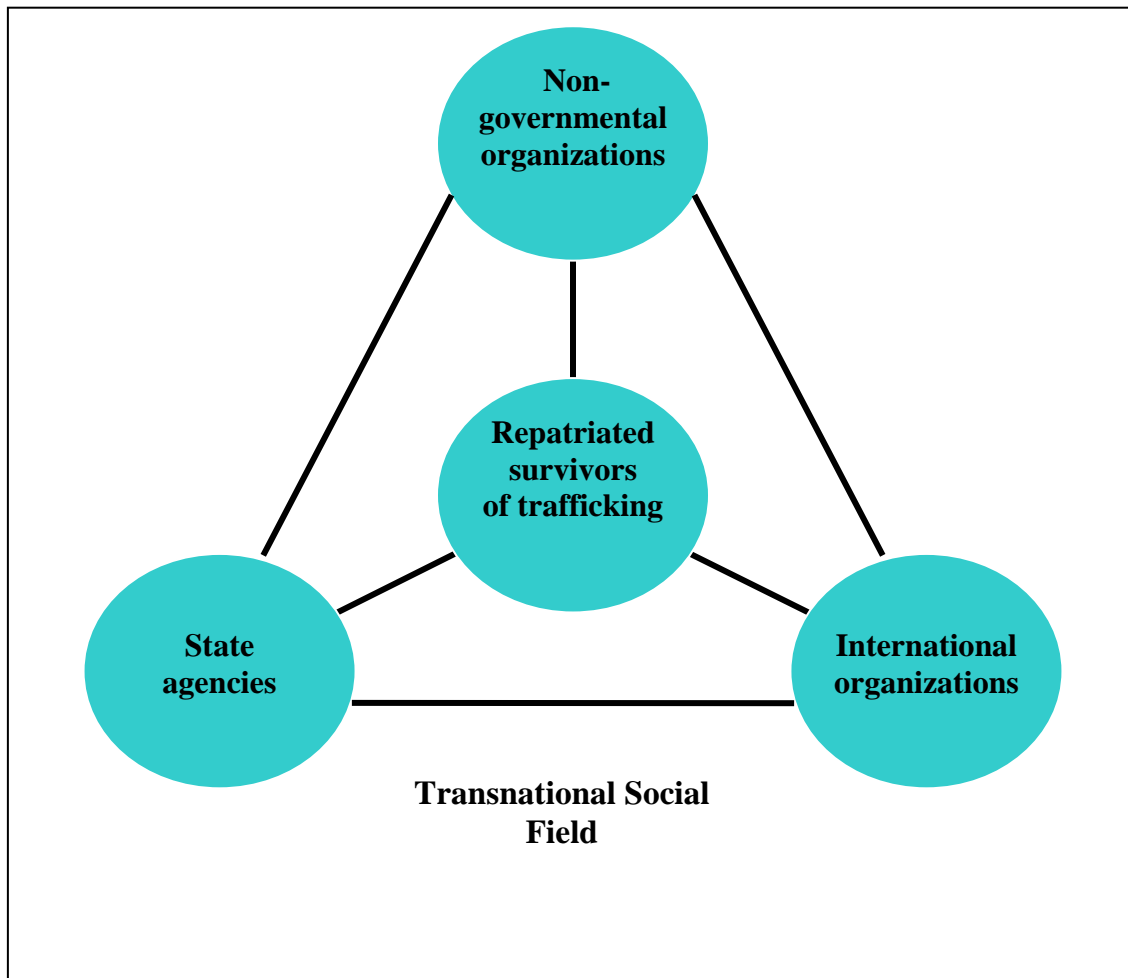 Non-
governmental
organizations
Repatriated
survivors
of trafficking
State
agencies
International
organizations
Transnational Social
Field